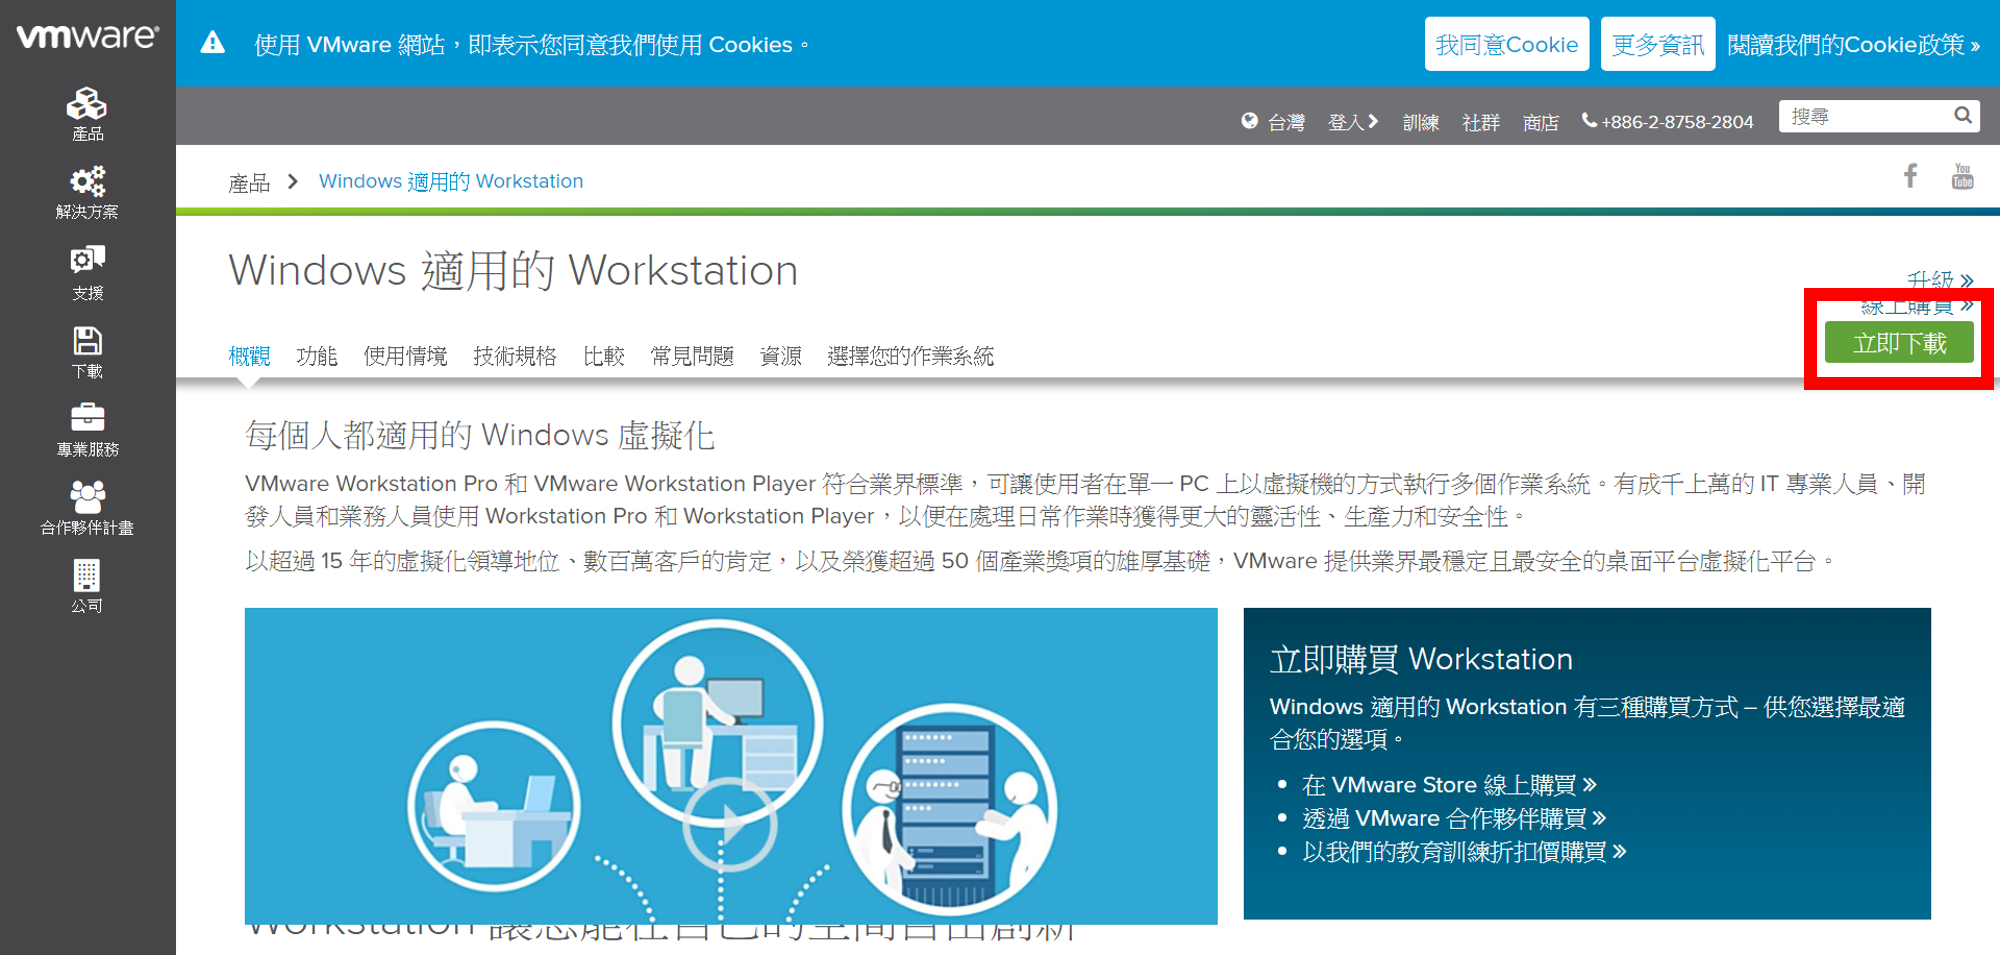 vmware
產品
解決方案
支援
下載
專業服務
合作夥伴計畫
公司
使用 VMware 網站，即表示您同意我們使用 Cookies。
我同意Cookie
更多資訊
閱讀我們的Cookie政策 »
台灣 登入 訓練 社群 商店 +886-2-8758-2804 搜尋
產品 > Windows 適用的 Workstation
You Tube
Windows 適用的 Workstation
升級 »
線上購買 »
立即下載
概觀 功能 使用情境 技術規格 比較 常見問題 資源 選擇您的作業系統
每個人都適用的 Windows 虛擬化
VMware Workstation Pro 和 VMware Workstation Player 符合業界標準，可讓使用者在單一 PC 上以虛擬機的方式執行多個作業系統。有成千上萬的 IT 專業人員、開
發人員和業務人員使用 Workstation Pro 和 Workstation Player，以便在處理日常作業時獲得更大的靈活性、生產力和安全性。
以超過 15 年的虛擬化領導地位、數百萬客戶的肯定，以及榮獲超過 50 個產業獎項的雄厚基礎，VMware 提供業界最穩定且最安全的桌面平台虛擬化平台。
立即購買 Workstation
Windows 適用的 Workstation 有三種購買方式 – 供您選擇最適
合您的選項。
• 在 VMware Store 線上購買 »
• 透過 VMware 合作夥伴購買 »
• 以我們的教育訓練折扣價購買 »
Workstation 讓您能在自己的空間自由創新